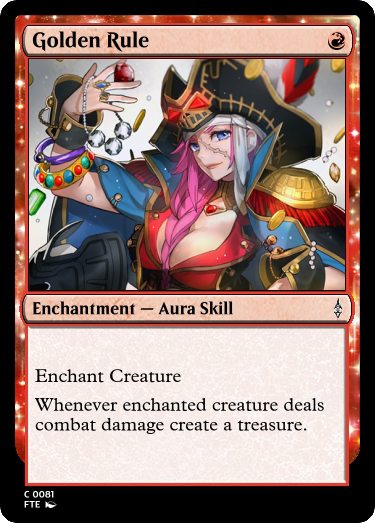 Golden Rule
Enchantment — Aura Skill
Enchant Creature
Whenever enchanted creature deals
combat damage create a treasure.
C 0081
FTE